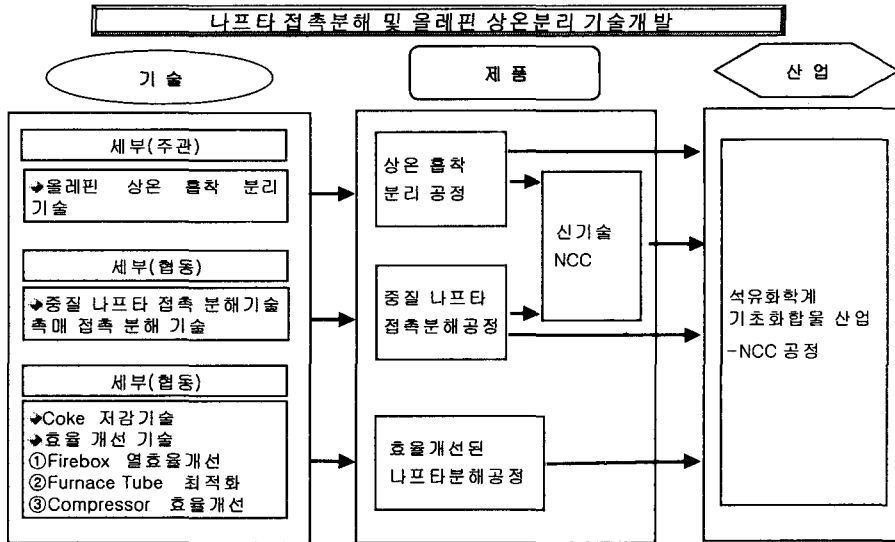 나프타 접촉분해 및 올레핀 상온분리 기술개발
기 술
제 품
산 업
세부(주관)
올레핀 상온 흡착 분리
기술
세부(협동)
중질 나프타 접촉 분해기술
촉매 접촉 분해 기술
세부(협동)
Coke 저감기술
효율 개선 기술
①Firebox 열효율개선
②Furnace Tube 최적화
③Compressor 효율개선
상온 흡착
분리 공정
신기술
NCC
중질 나프타
접촉분해공정
효율개선된
나프타분해공정
석유화학계
기초화합물 산업
-NCC 공정